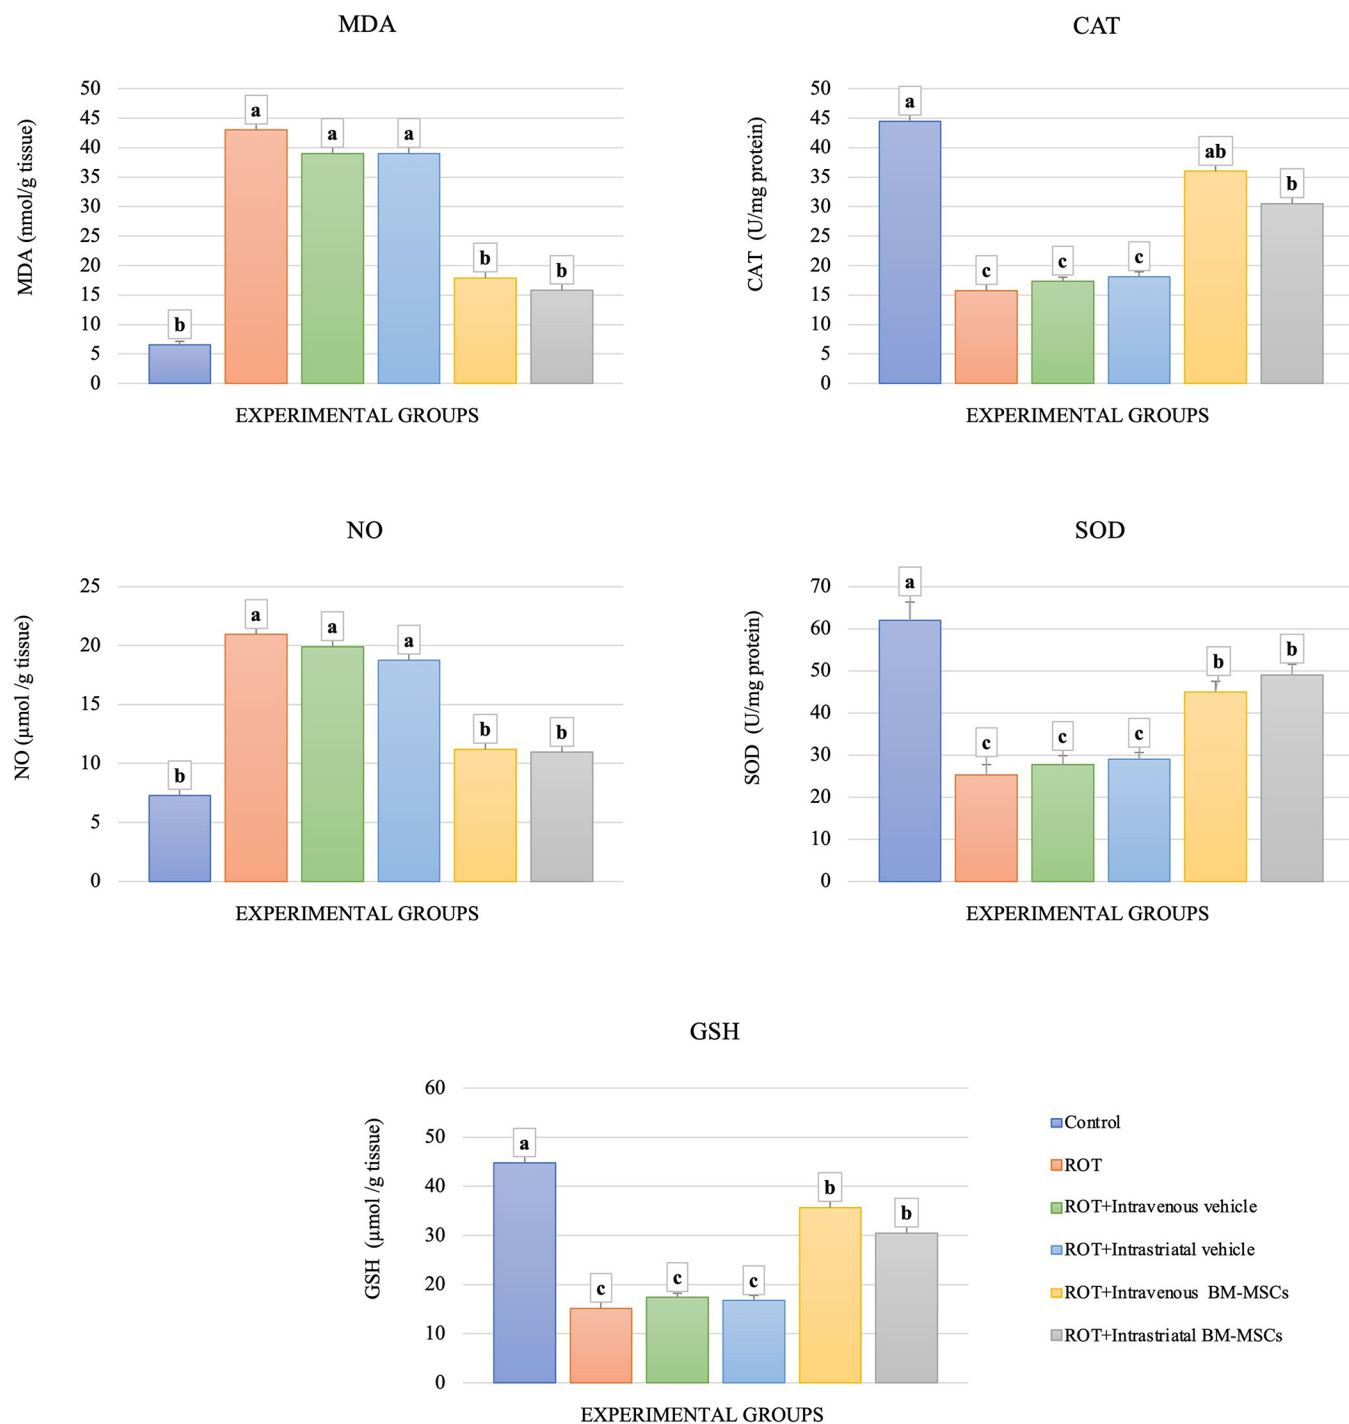 MDA
MDA (nmol/g tissue)
50
45
40
35
30
25
20
15
10
5
0
b
a
a
a
b
b
EXPERIMENTAL GROUPS
CAT
CAT (U/mg protein)
50
45
40
35
30
25
20
15
10
5
0
a
c
c
c
ab
b
EXPERIMENTAL GROUPS
NO
NO (µmol /g tissue)
25
20
15
10
5
0
b
a
a
a
b
b
EXPERIMENTAL GROUPS
SOD
SOD (U/mg protein)
70
60
50
40
30
20
10
0
a
c
c
c
b
b
EXPERIMENTAL GROUPS
GSH
GSH (µmol /g tissue)
60
50
40
30
20
10
0
a
c
c
c
b
b
EXPERIMENTAL GROUPS
Control
ROT
ROT+Intravenous vehicle
ROT+Intrastriatal vehicle
ROT+Intravenous BM-MSCs
ROT+Intrastriatal BM-MSCs